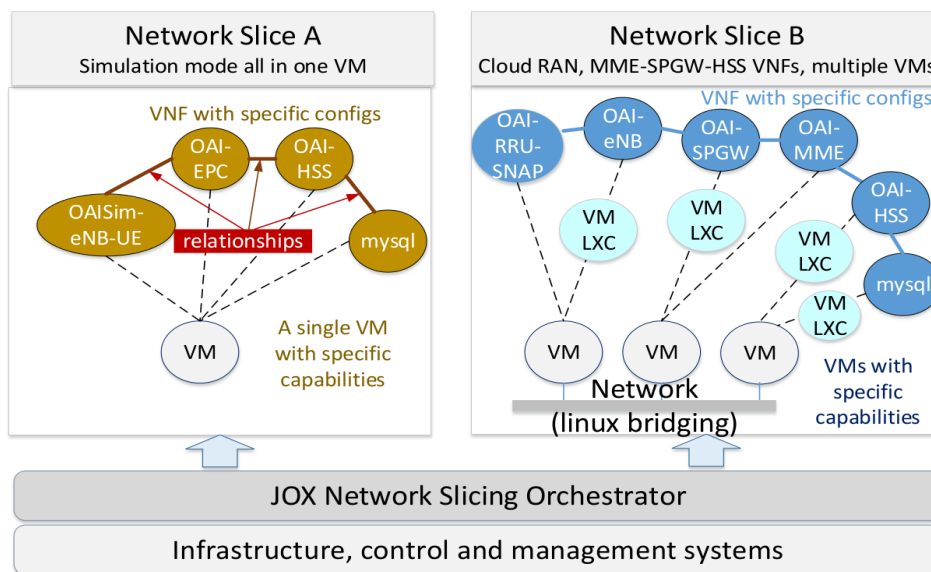 Network Slice A
Simulation mode all in one VM
VNF with specific configs
OAI-
EPC
OAI-
HSS
OAISim-
eNB-UE
relationships
mysql
VM
A single VM
with specific
capabilities
Network Slice B
Cloud RAN, MME-SPGW-HSS VNFs, multiple VMs
VNF with specific configs
OAI-
RRU-
SNAP
OAI-
eNB
OAI-
SPGW
OAI-
MME
OAI-
HSS
mysql
VM
LXC
VM
LXC
VM
LXC
VM
LXC
VM
VM
VM
VMs with
specific
capabilities
Network
(linux bridging)
JOX Network Slicing Orchestrator
Infrastructure, control and management systems